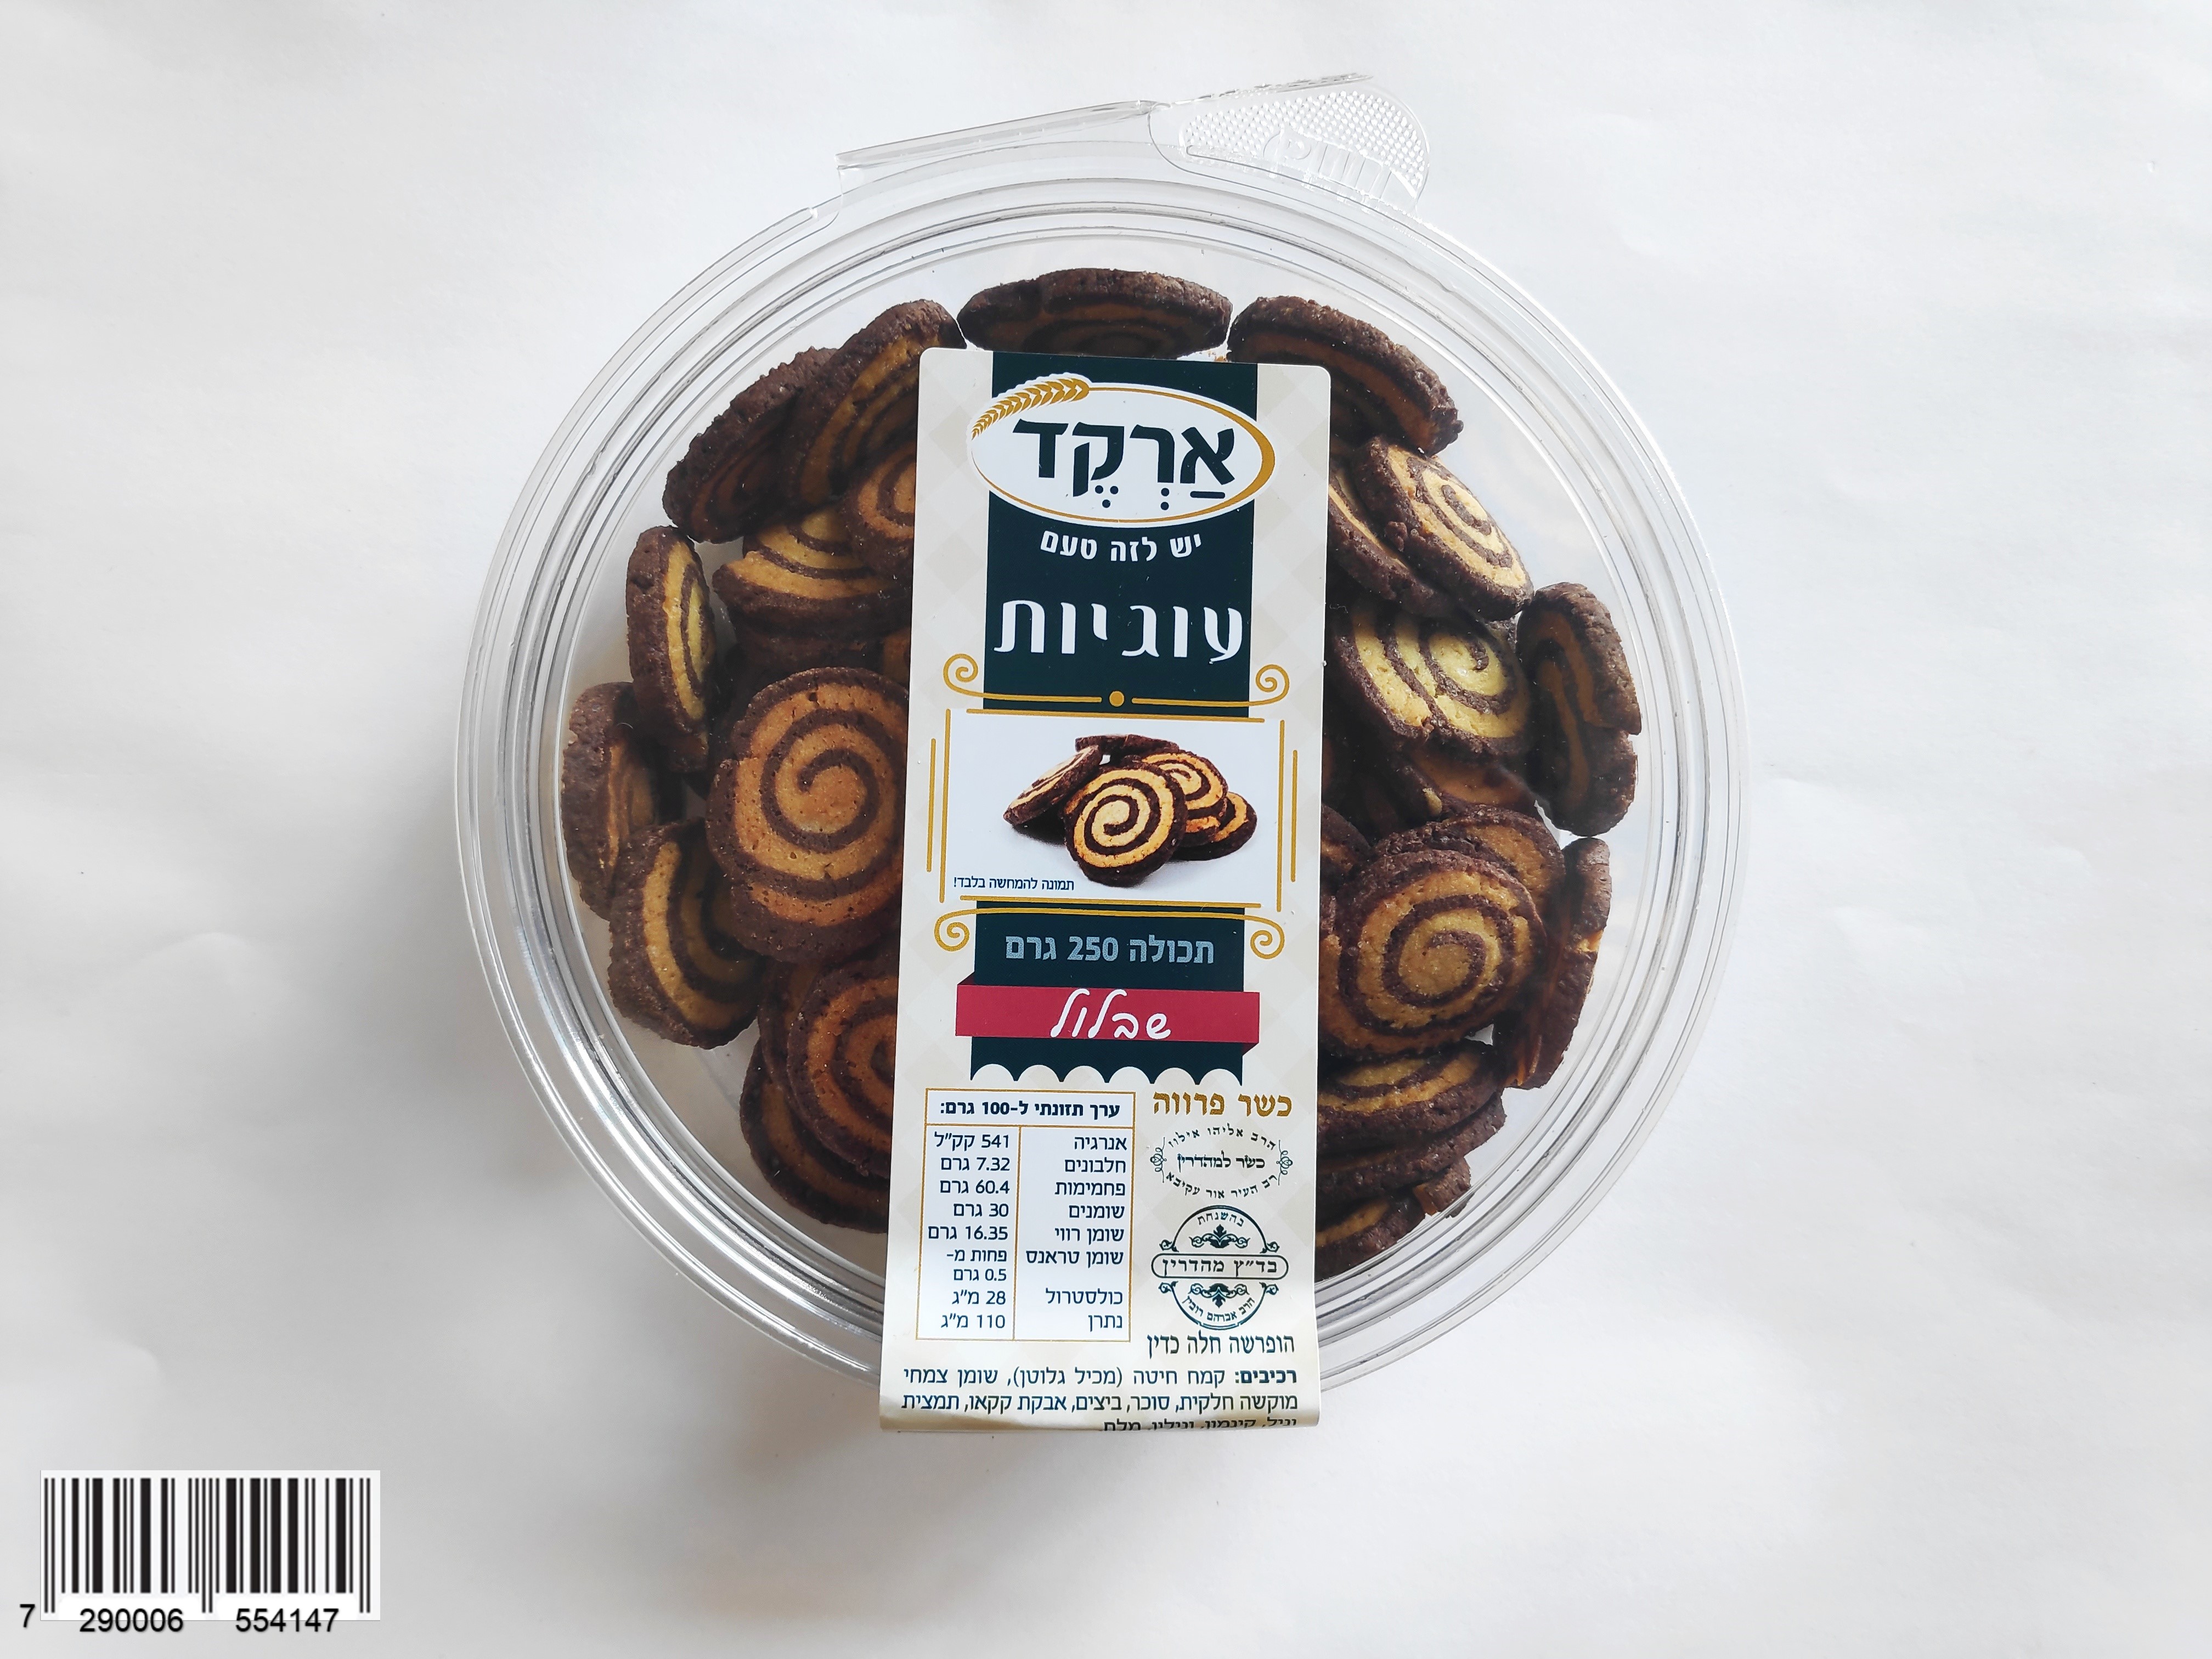 אַרְקֶד
יש לזה טעם
עוגיות
תמונה להמחשה בלבד!
תכולה 250 גרם
שבלול
כשר פרווה
הרב אליהו אילוז
כשר למהדרין
רב העיר אור עקיבא
בהשגחת
בד"ץ מהדרין
הרב אברהם רובין
הופרשה חלה כדין
ערך תזונתי ל-100 גרם:
אנרגיה 541 קק"ל
חלבונים 7.32 גרם
פחמימות 60.4 גרם
שומנים 30 גרם
שומן רווי 16.35 גרם
שומן טראנס פחות מ-
0.5 גרם
כולסטרול 28 מ"ג
נתרן 110 מ"ג
רכיבים: קמח חיטה (מכיל גלוטן), שומן צמחי
מוקשה חלקית, סוכר, ביצים, אבקת קקאו, תמצית
וניל, קינמון, ונילין, מלח.
7 290006 554147